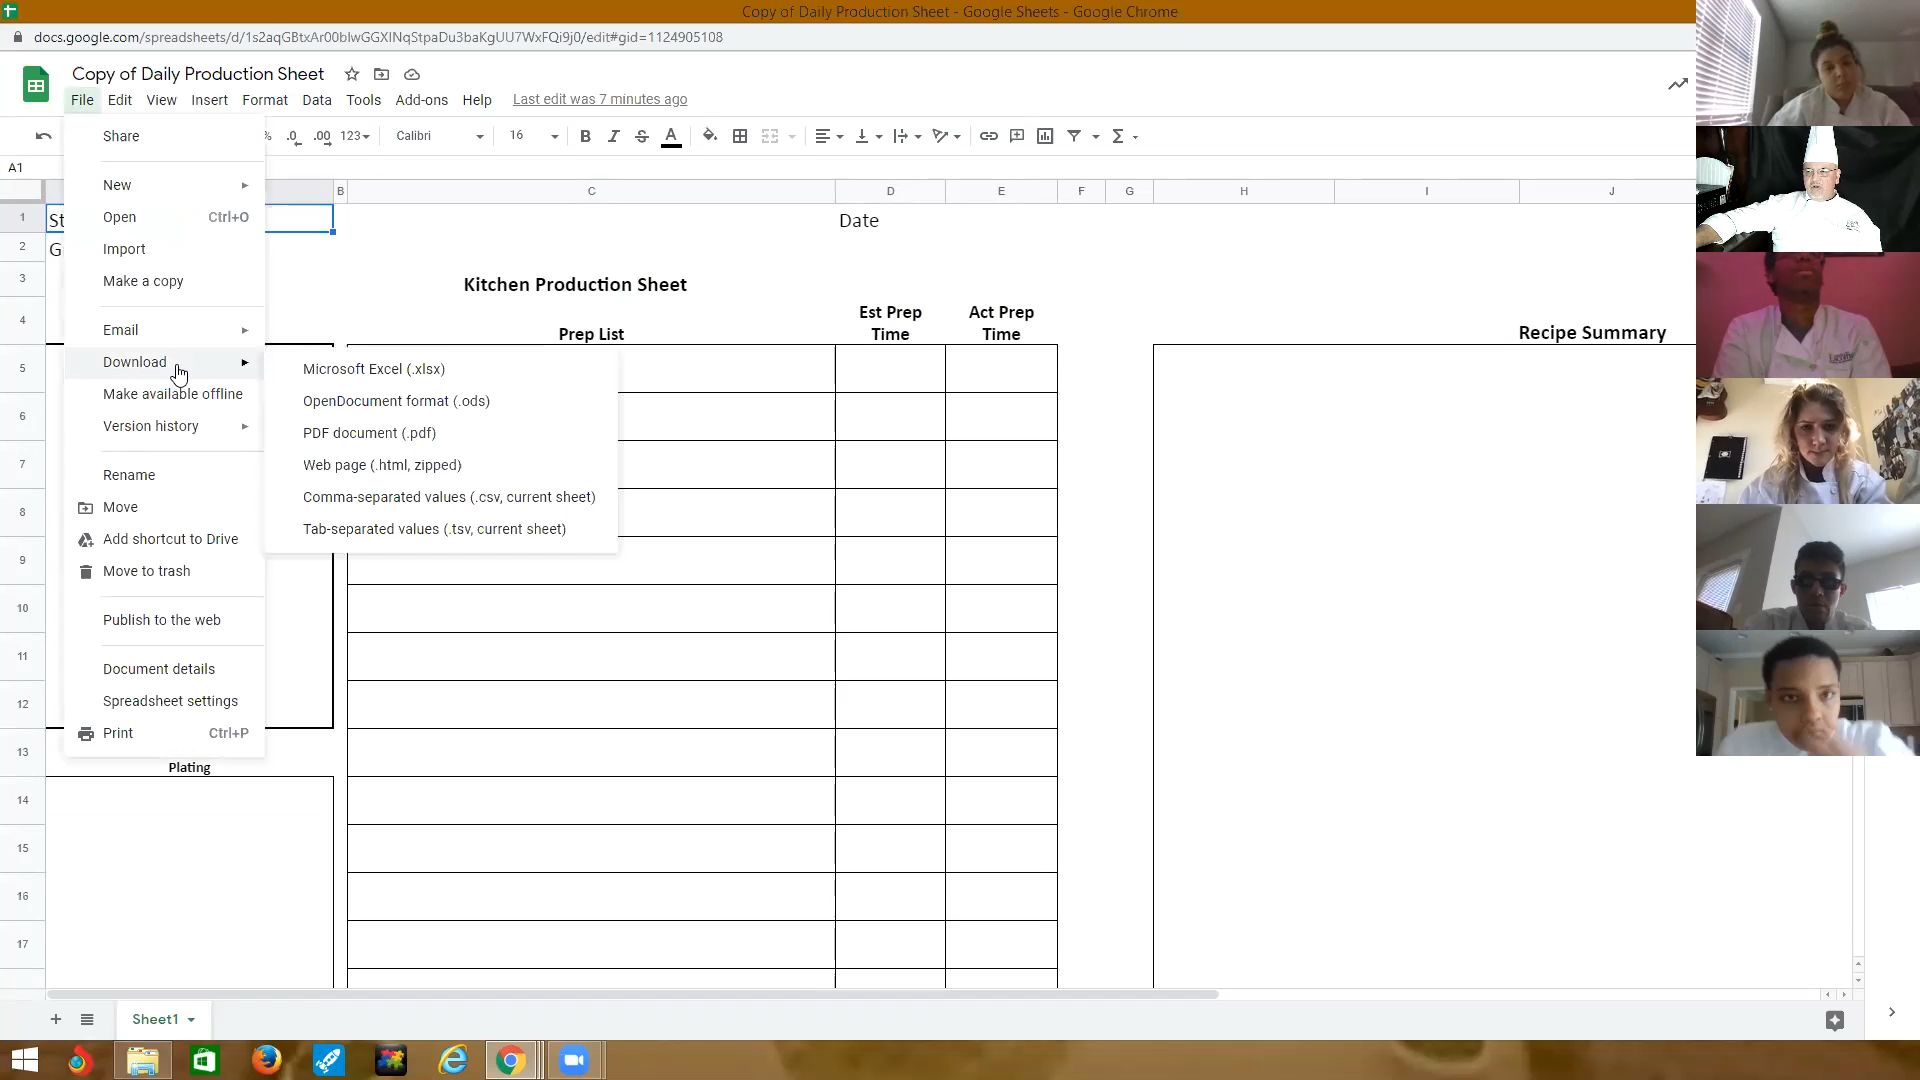 Copy of Daily Production Sheet - Google Sheets - Google Chrome
docs.google.com/spreadsheets/d/1s2aqGBtxAr00blwGGXINqStpaDu3baKgUU7WxFQi9j0/edit#gid=1124905108
Copy of Daily Production Sheet
File Edit View Insert Format Data Tools Add-ons Help Last edit was 7 minutes ago
% .0 .00 123 Calibri 16 B I S A Σ
A1
B C D E F G H I J
1 St Date
2 G
3 Kitchen Production Sheet
4 Prep List Est Prep Time Act Prep Time Recipe Summary
5
6
7
8
9
10
11
12
13 Plating
14
15
16
17
Share
New
Open Ctrl+O
Import
Make a copy
Email
Download
Make available offline
Version history
Rename
Move
Add shortcut to Drive
Move to trash
Publish to the web
Document details
Spreadsheet settings
Print Ctrl+P
Microsoft Excel (.xlsx)
OpenDocument format (.ods)
PDF document (.pdf)
Web page (.html, zipped)
Comma-separated values (.csv, current sheet)
Tab-separated values (.tsv, current sheet)
Sheet1